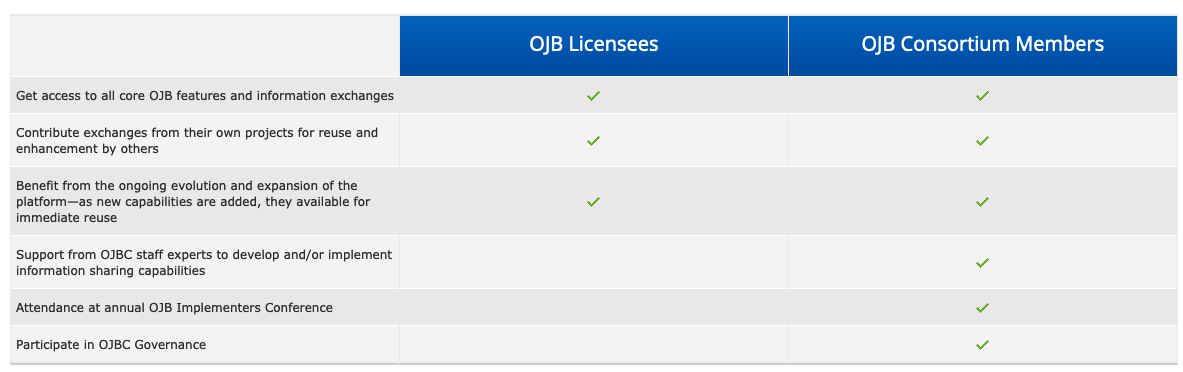 OJB Licensees
OJB Consortium Members
Get access to all core OJB features and information exchanges
Contribute exchanges from their own projects for reuse and
enhancement by others
Benefit from the ongoing evolution and expansion of the
platform—as new capabilities are added, they available for
immediate reuse
Support from OJBC staff experts to develop and/or implement
information sharing capabilities
Attendance at annual OJB Implementers Conference
Participate in OJBC Governance